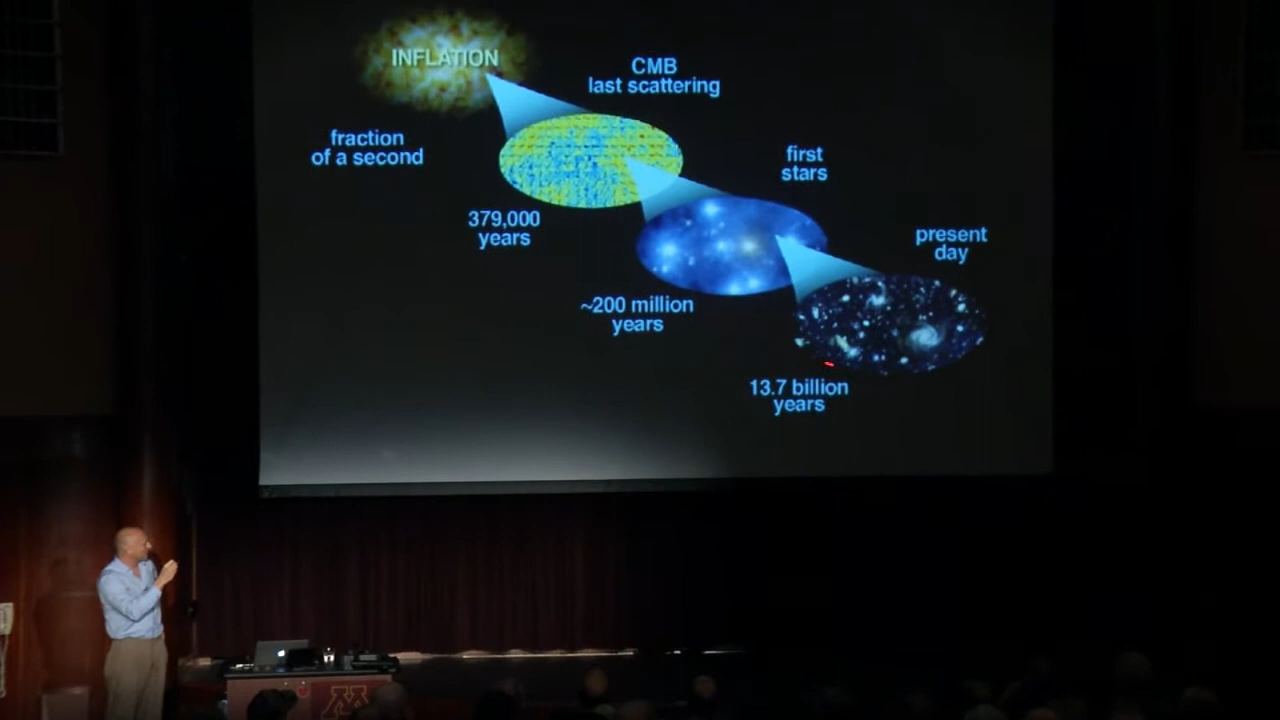 INFLATION
CMB
last scattering
fraction
of a second
first
stars
379,000
years
present
day
~200 million
years
13.7 billion
years
M